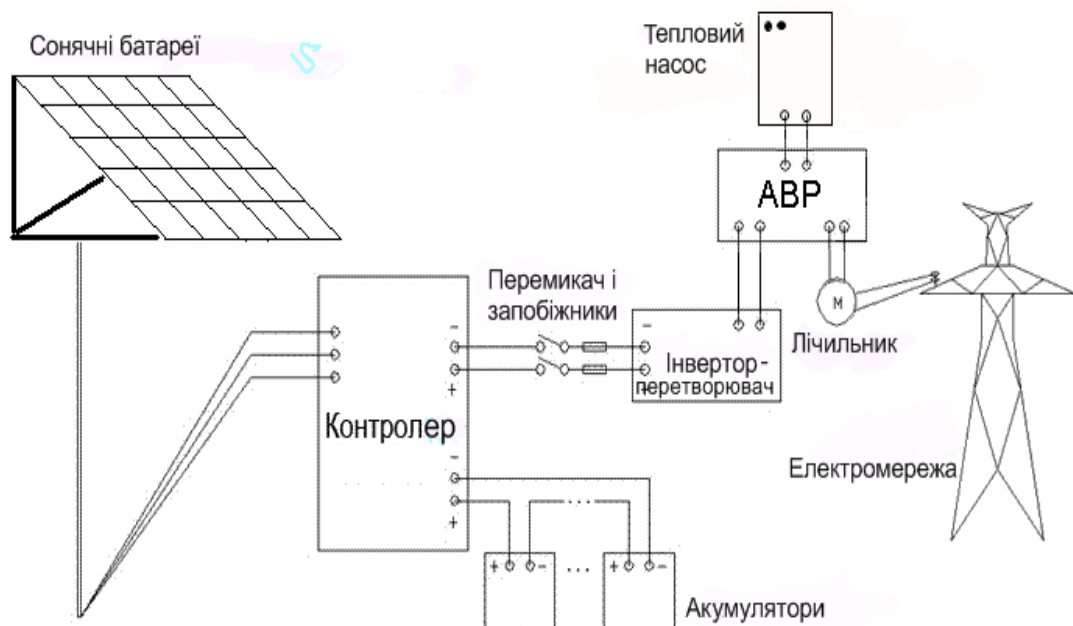 Сонячні батареї
Тепловий
насос
АВР
Перемикач і
запобіжники
М
Лічильник
Інвертор-
перетворювач
Контролер
Електромережа
Акумулятори
- + - +
- +
+ - ... + -
...